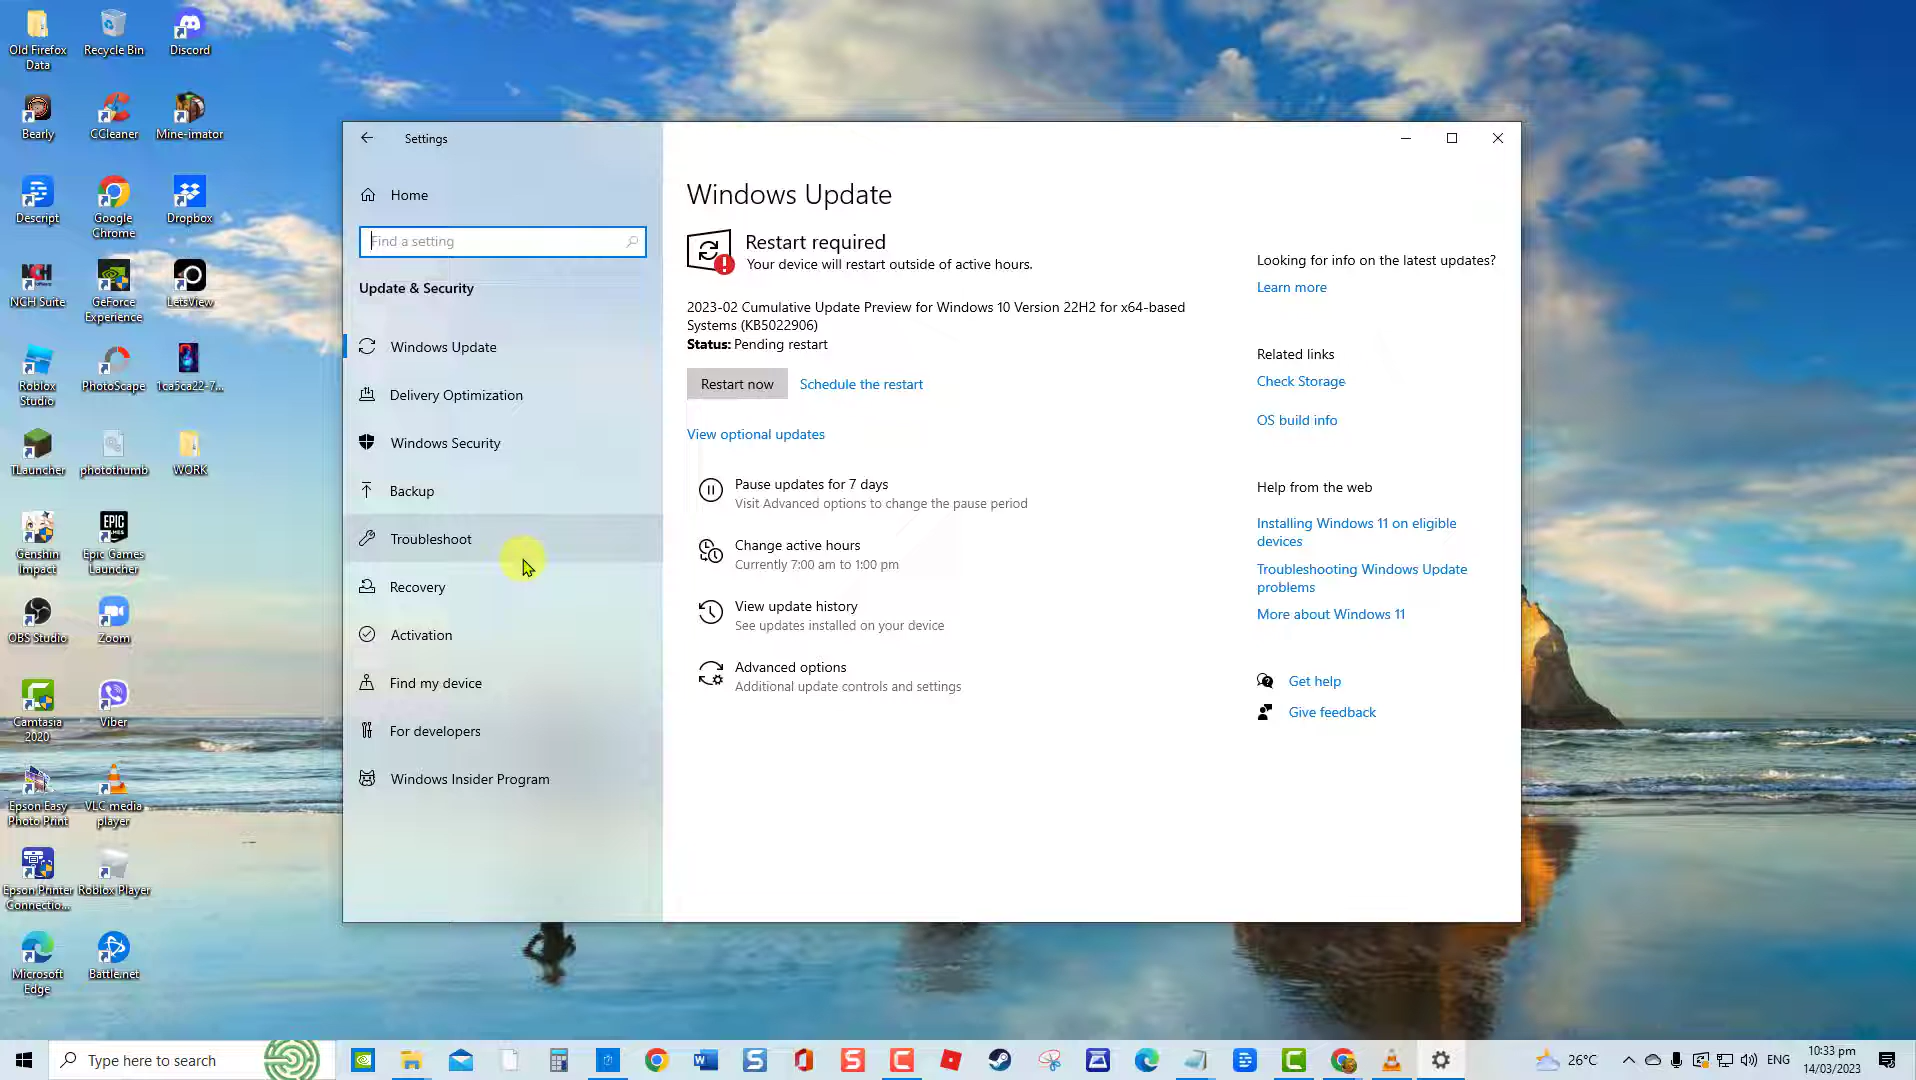 Old Firefox
Data
Recycle Bin
Discord
Bearly
CCleaner
Mine-imator
Descript
Google
Chrome
Dropbox
NCH Suite
GeForce
Experience
LetsView
Roblox
Studio
PhotoScape
1ca5ca22-7...
TLauncher
photothumb
WORK
Genshin
Impact
Epic Games
Launcher
OBS Studio
Zoom
Camtasia
2020
Viber
Epson Easy
Photo Print
VLC media
player
Epson Printer
Connectio...
Roblox Player
Microsoft
Edge
Battle.net
Settings
Home
Find a setting
Update & Security
Windows Update
Delivery Optimization
Windows Security
Backup
Troubleshoot
Recovery
Activation
Find my device
For developers
Windows Insider Program
Windows Update
Restart required
Your device will restart outside of active hours.
2023-02 Cumulative Update Preview for Windows 10 Version 22H2 for x64-based
Systems (KB5022906)
Status: Pending restart
Restart now
Schedule the restart
View optional updates
Pause updates for 7 days
Visit Advanced options to change the pause period
Change active hours
Currently 7:00 am to 1:00 pm
View update history
See updates installed on your device
Advanced options
Additional update controls and settings
Looking for info on the latest updates?
Learn more
Related links
Check Storage
OS build info
Help from the web
Installing Windows 11 on eligible
devices
Troubleshooting Windows Update
problems
More about Windows 11
Get help
Give feedback
Type here to search
26°C
ENG
10:33 pm
14/03/2023